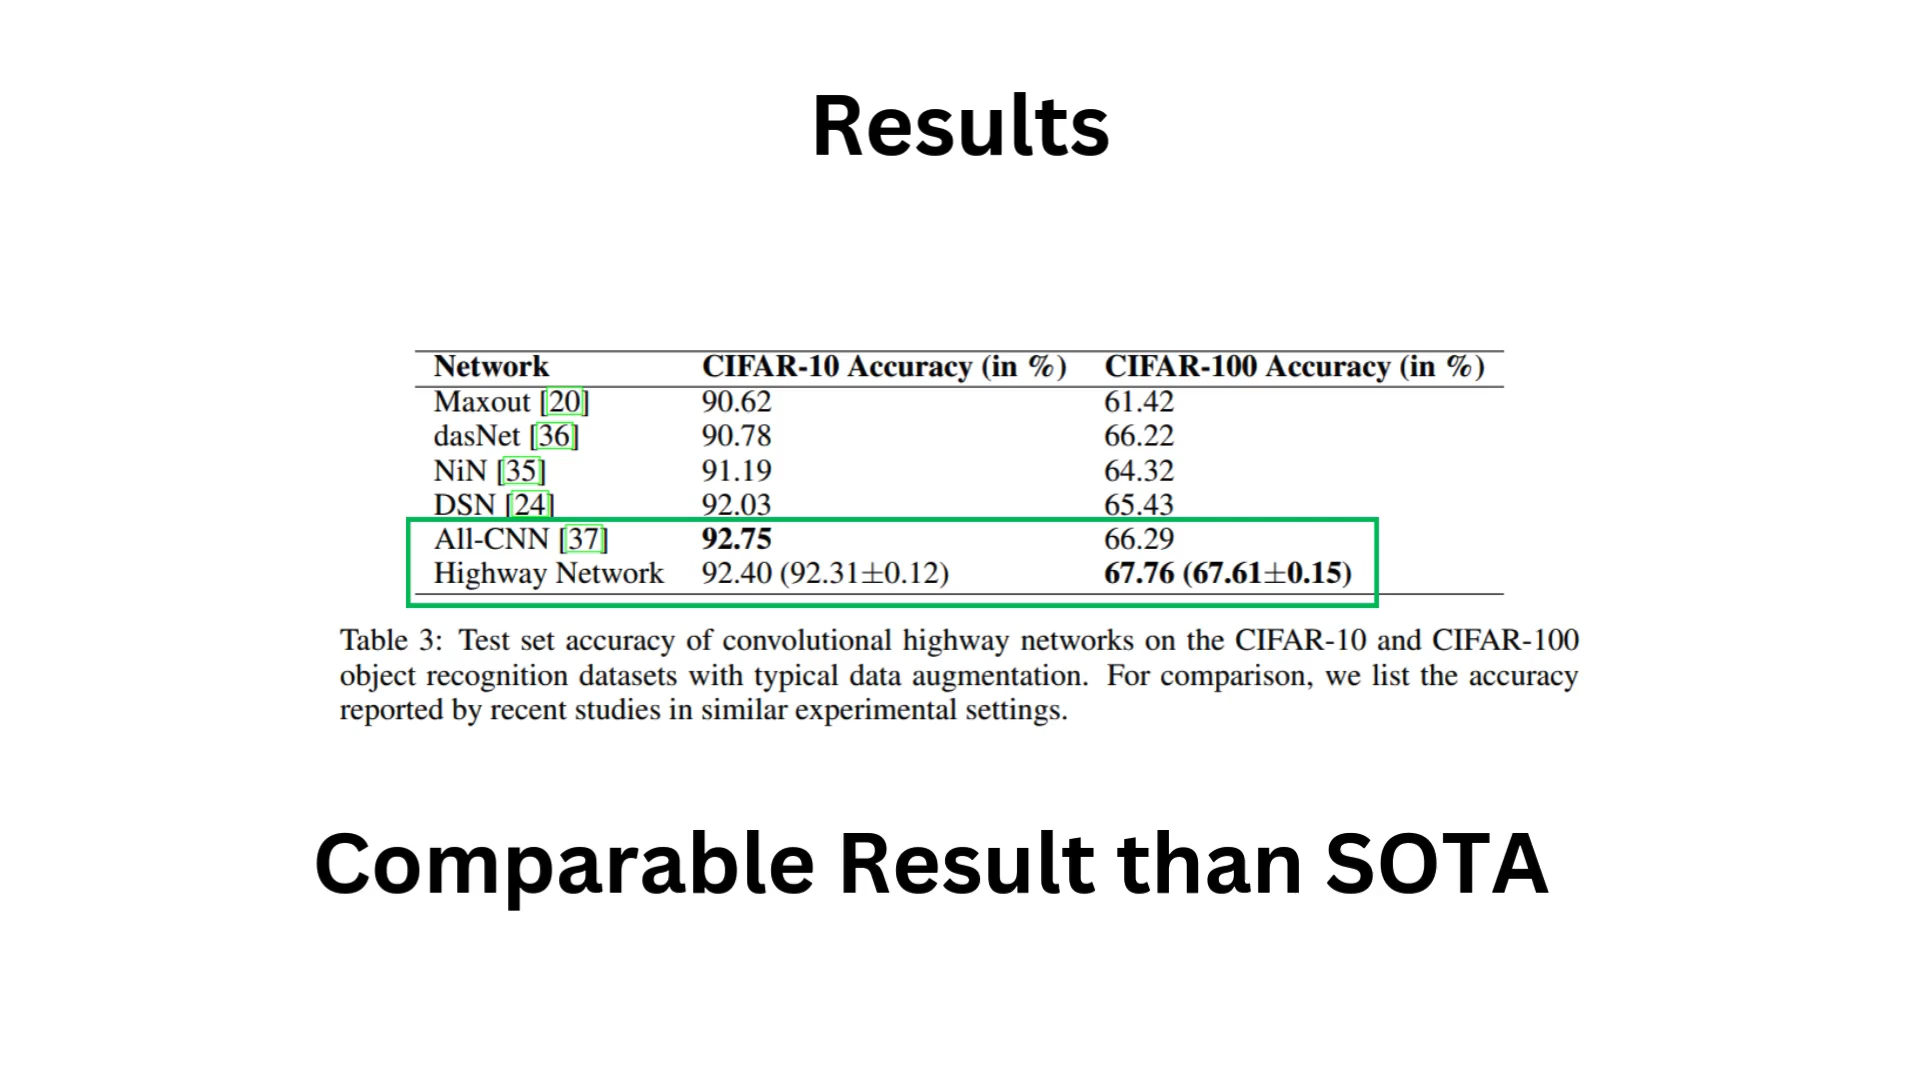 Results
Network CIFAR-10 Accuracy (in %) CIFAR-100 Accuracy (in %)
Maxout [20] 90.62 61.42
dasNet [36] 90.78 66.22
NiN [35] 91.19 64.32
DSN [24] 92.03 65.43
All-CNN [37] 92.75 66.29
Highway Network 92.40 (92.31±0.12) 67.76 (67.61±0.15)
Table 3: Test set accuracy of convolutional highway networks on the CIFAR-10 and CIFAR-100
object recognition datasets with typical data augmentation. For comparison, we list the accuracy
reported by recent studies in similar experimental settings.
Comparable Result than SOTA